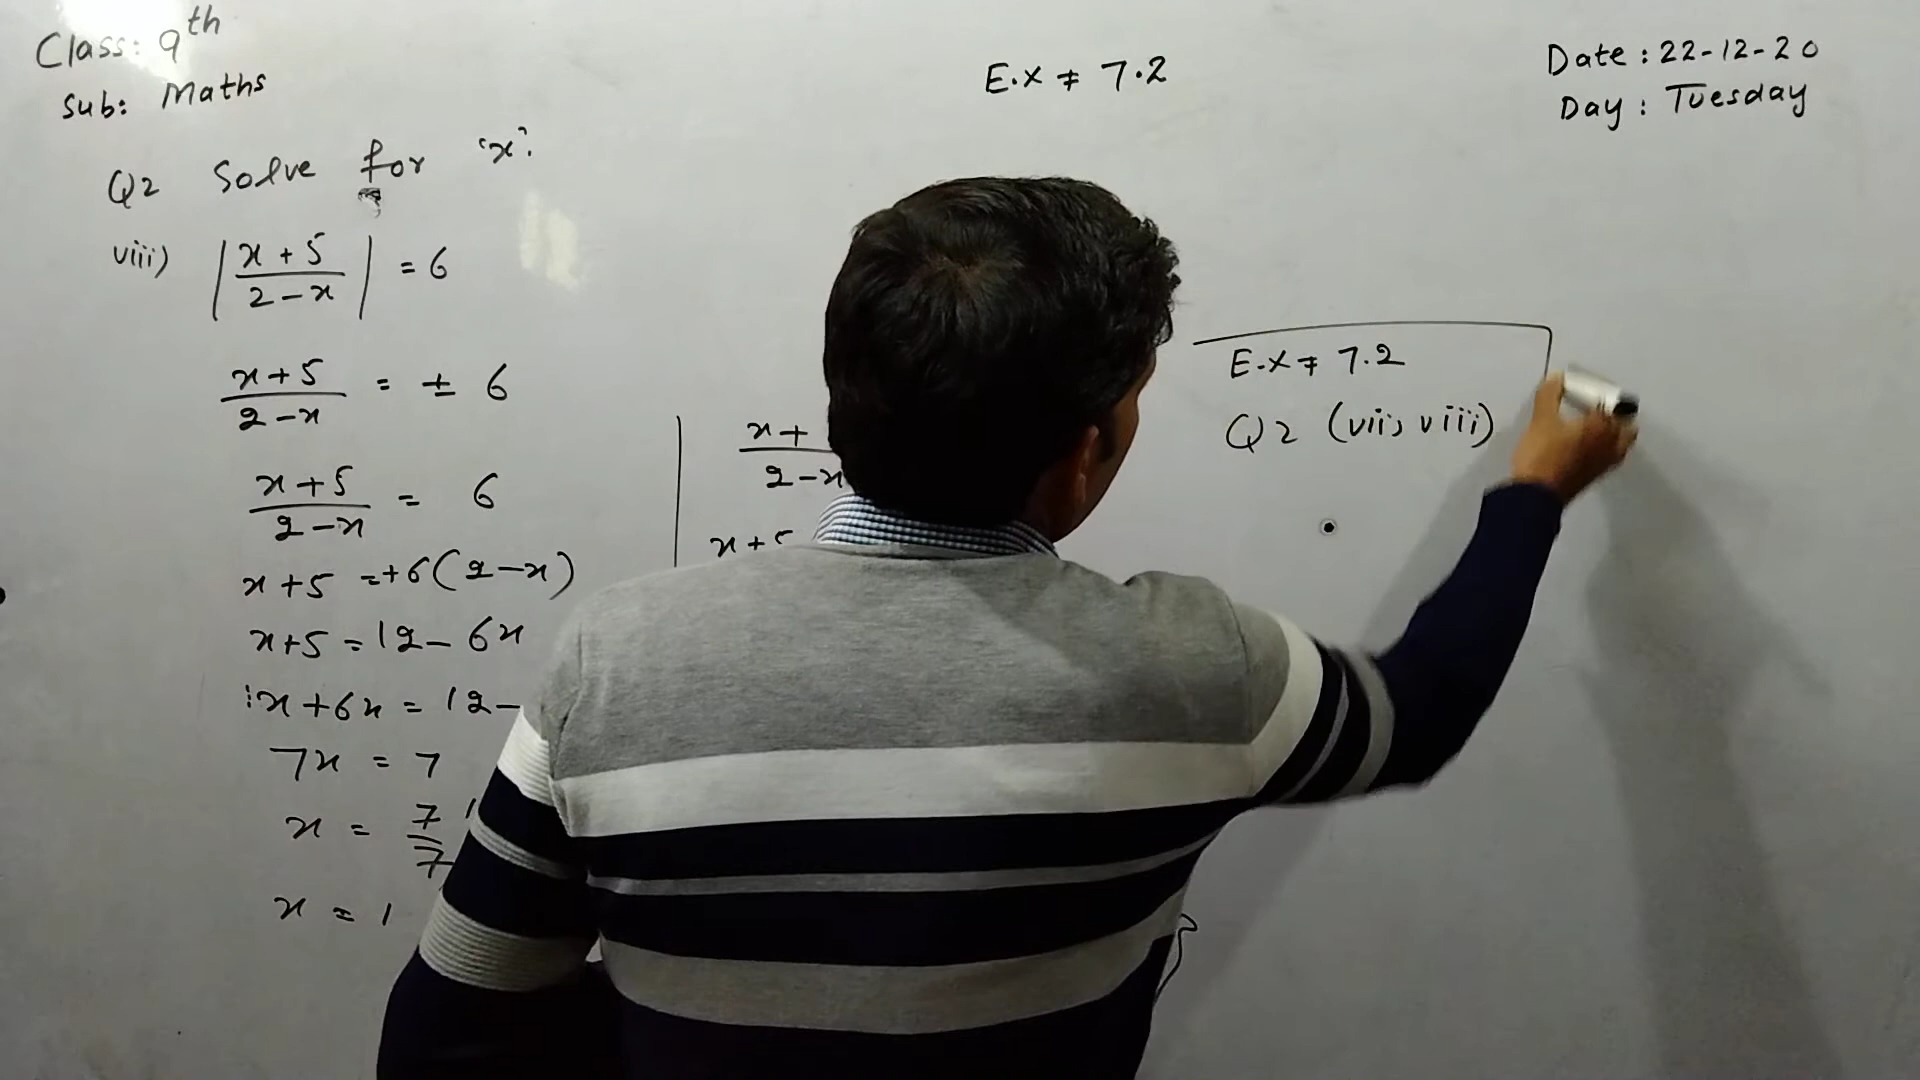 Class: 9th
Sub: Maths
E.X # 7.2
Date : 22-12-20
Day : Tuesday
Q2 Solve for 'x'.
viii) |x+5/2-x| = 6
x+5/2-x = ± 6
x+5/2-x = 6
x+5 =+6(2-x)
x+5 = 12-6x
x+6x = 12-
7x = 7
x = 7/7
x = 1
x+
2-x
x+5
E.X # 7.2
Q2 (vii, viii)